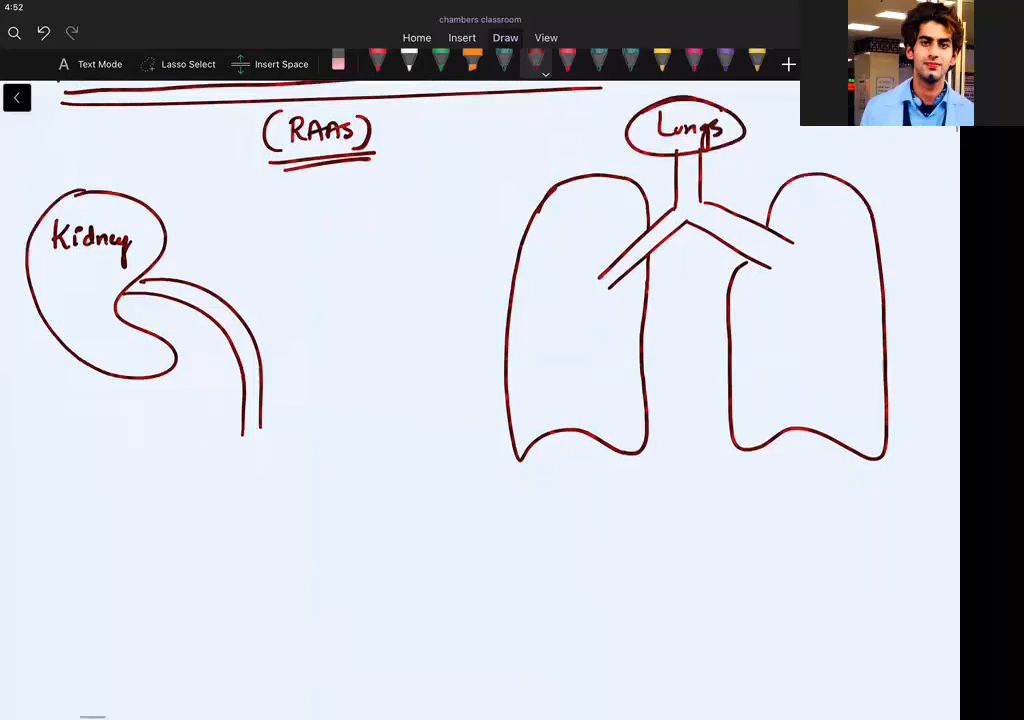 4:52
chambers classroom
Home Insert Draw View
Text Mode Lasso Select Insert Space
(RAAS)
Lungs
Kidney